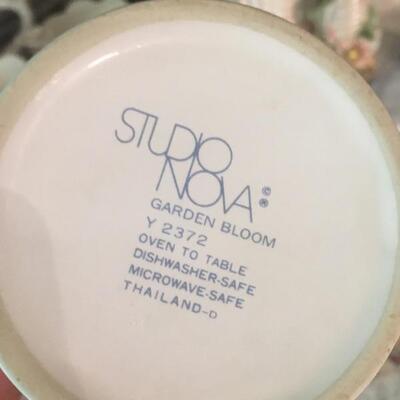 STUDIO
NOVA © ®
GARDEN BLOOM
Y 2372
OVEN TO TABLE
DISHWASHER-SAFE
MICROWAVE-SAFE
THAILAND-D